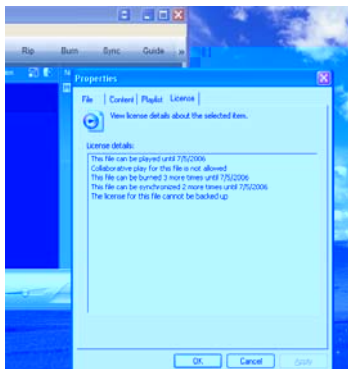 Rip Burn Sync Guide »
Properties
File Content Playlist License
View license details about the selected item.
License details:
This file can be played until 7/5/2006
Collaborative play for this file is not allowed
This file can be burned 3 more times until 7/5/2006
This file can be synchronized 2 more times until 7/5/2006
The license for this file cannot be backed up
OK Cancel Apply